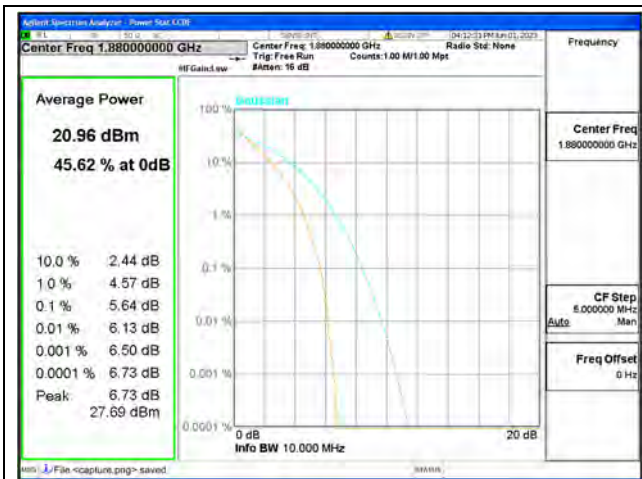 Agilent Spectrum Analyzer - Power Stat CCDF
04:12:03 PM Jun 01, 2023
Center Freq 1.880000000 GHz
Center Freq: 1.880000000 GHz
Radio Std: None
Trig: Free Run
Counts:1.00 M/1.00 Mpt
#IFGain:Low
#Atten: 16 dB
Frequency
Average Power
20.96 dBm
45.62 % at 0dB
10.0 % 2.44 dB
1.0 % 4.57 dB
0.1 % 5.64 dB
0.01 % 6.13 dB
0.001 % 6.50 dB
0.0001 % 6.73 dB
Peak 6.73 dB
27.69 dBm
Gaussian
100 %
10 %
1 %
0.1 %
0.01 %
0.001 %
0.0001 %
0 dB
20 dB
Info BW 10.000 MHz
Center Freq
1.880000000 GHz
CF Step
5.000000 MHz
Auto Man
Freq Offset
0 Hz
MSG
File <capture.png> saved
STATUS